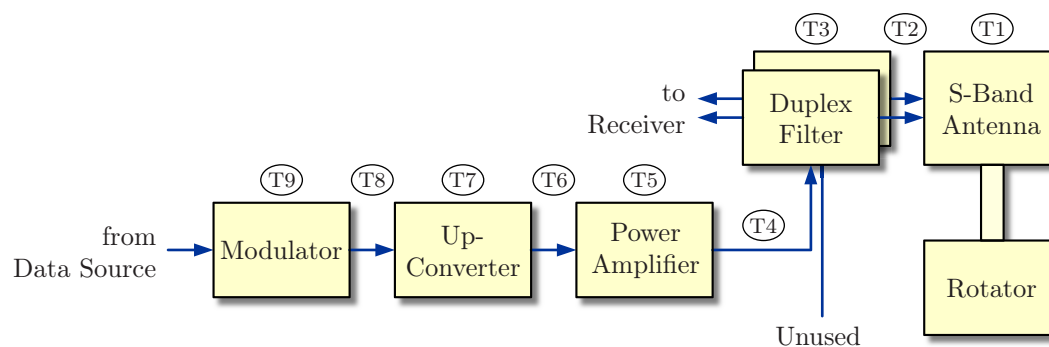 T3
T2
T1
to
Receiver
Duplex
Filter
S-Band
Antenna
T9
T8
T7
T6
T5
from
Data Source
Modulator
Up-
Converter
Power
Amplifier
T4
Rotator
Unused